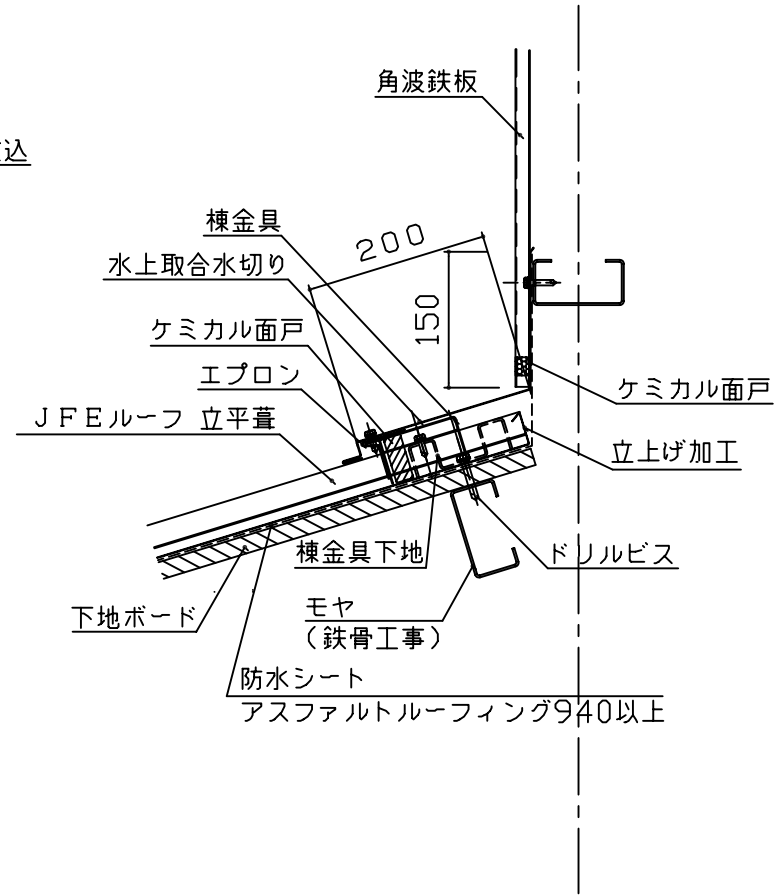 角波鉄板
込
棟金具
200
水上取合水切り
150
ケミカル面戸
エプロン
ケミカル面戸
JFEルーフ 立平葺
立上げ加工
棟金具下地
ドリルビス
下地ボード
モヤ
(鉄骨工事)
防水シート
アスファルトルーフィング940以上